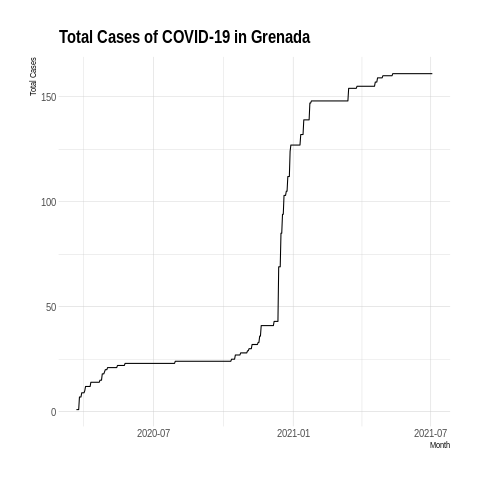 Total Cases of COVID-19 in Grenada
Total Cases
150
100
50
0
2020-07
2021-01
2021-07
Month